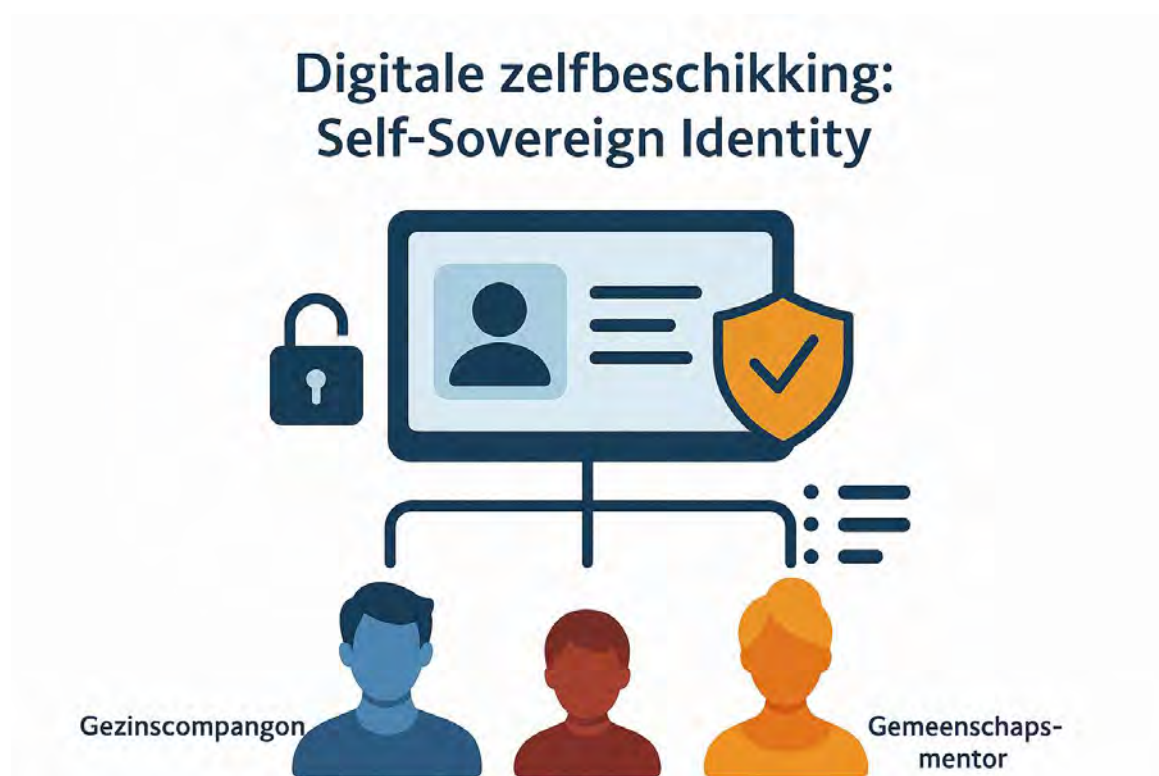 Digitale zelfbeschikking:
Self-Sovereign Identity
Gezinscompangon
Gemeenschaps-
mentor